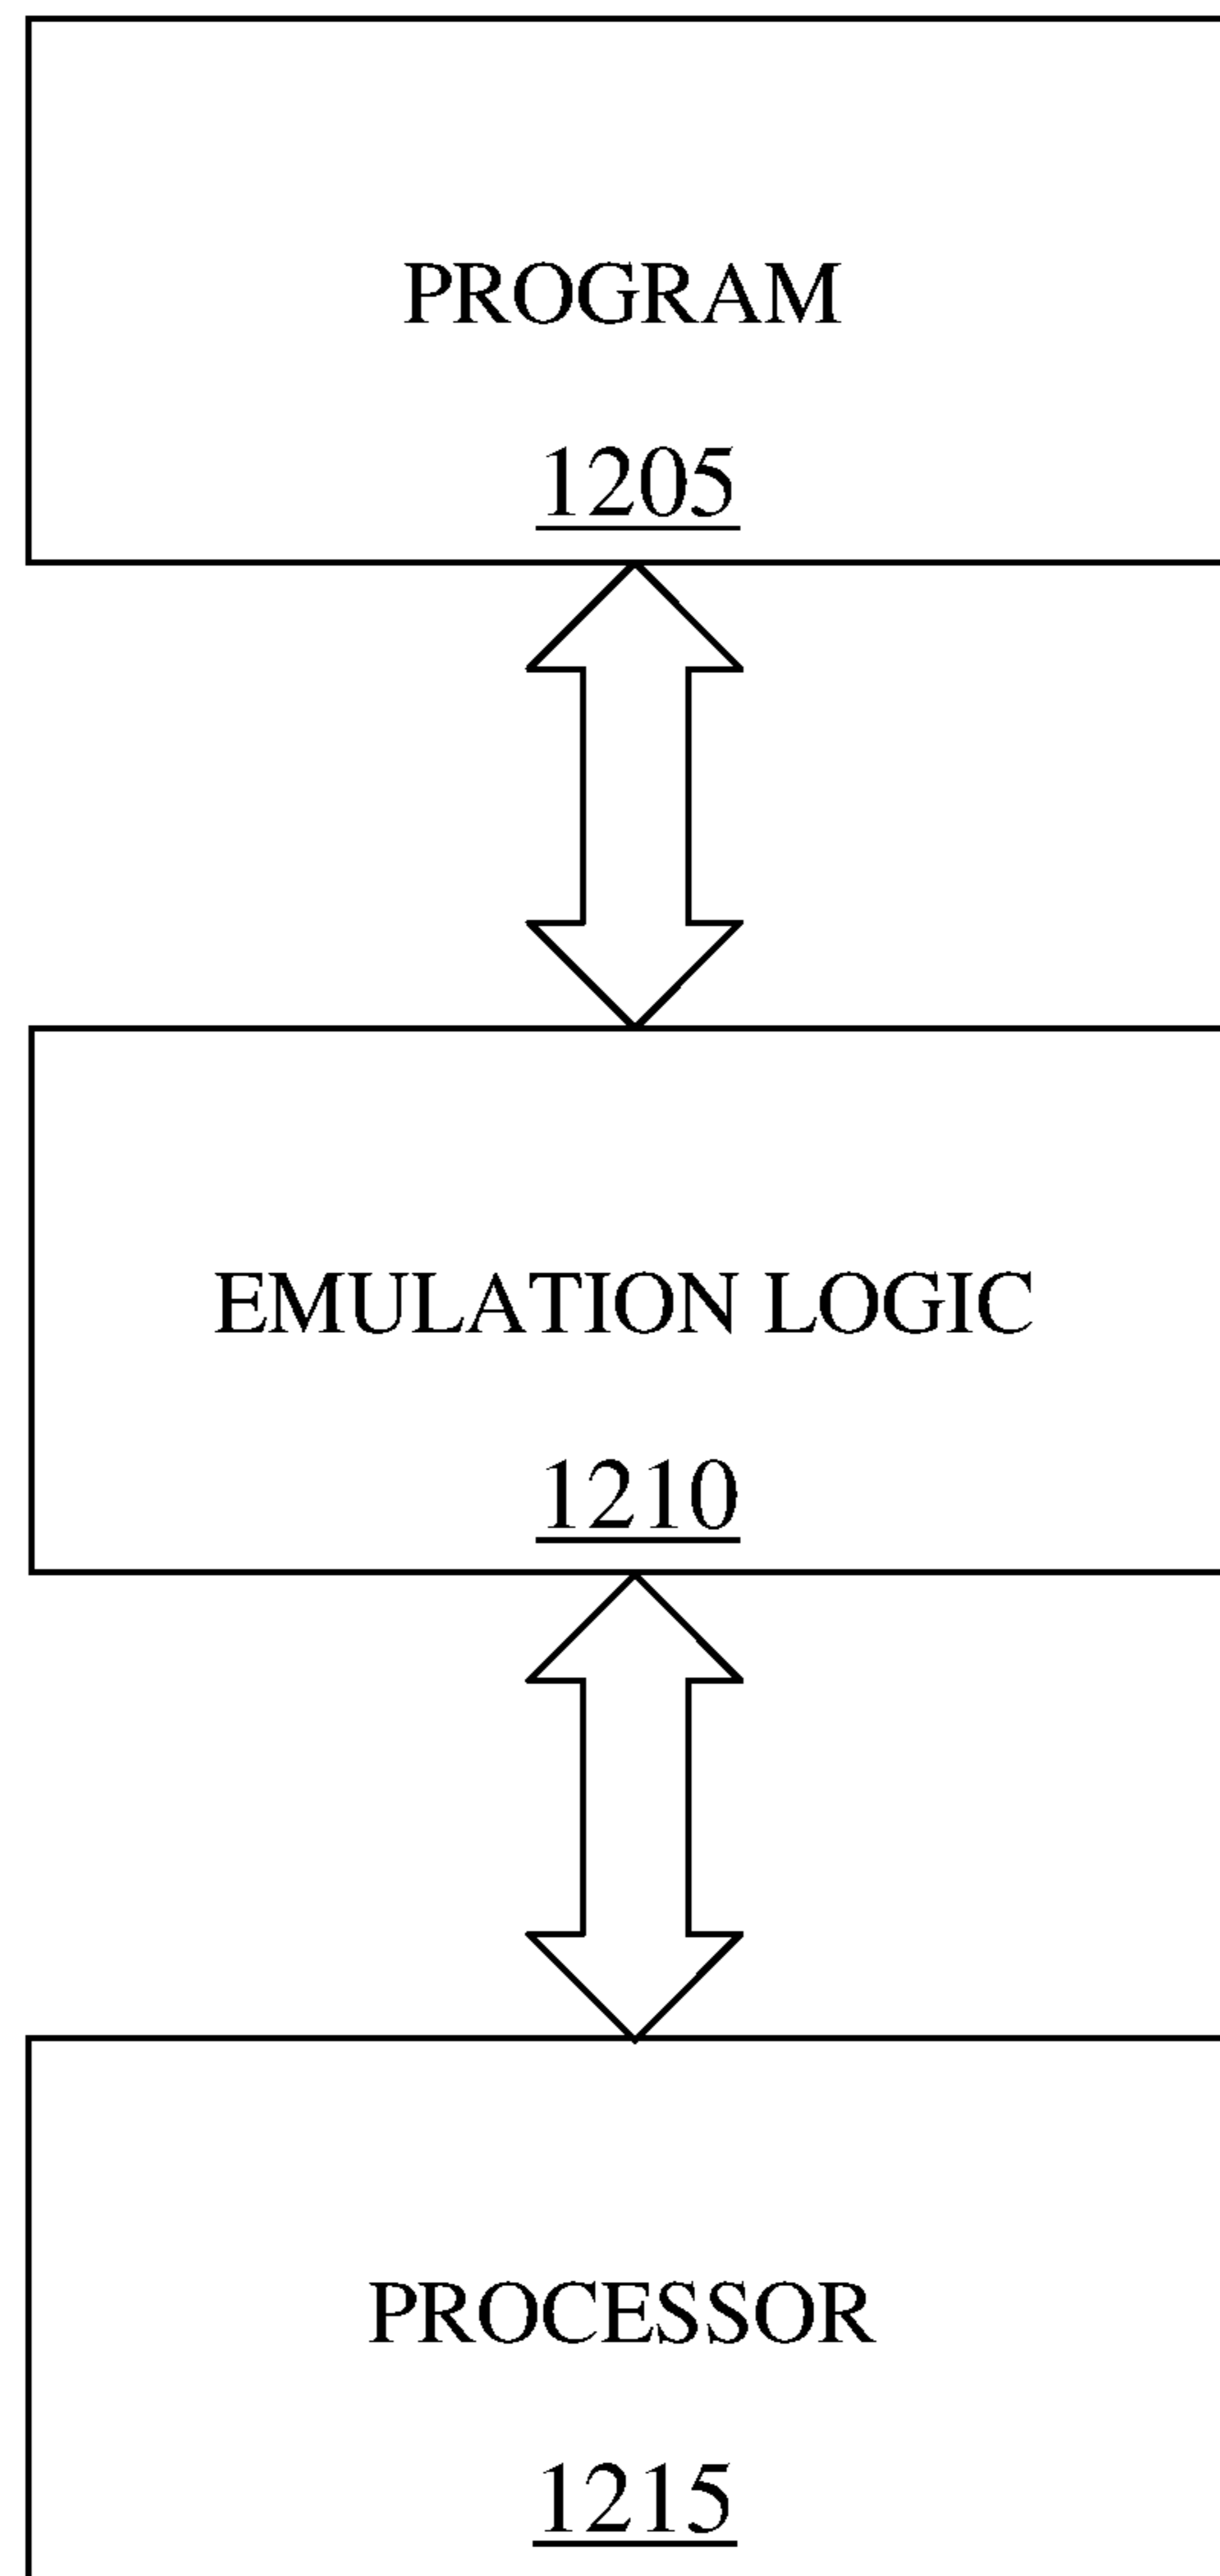 PROGRAM
1205
EMULATION LOGIC
1210
PROCESSOR
1215